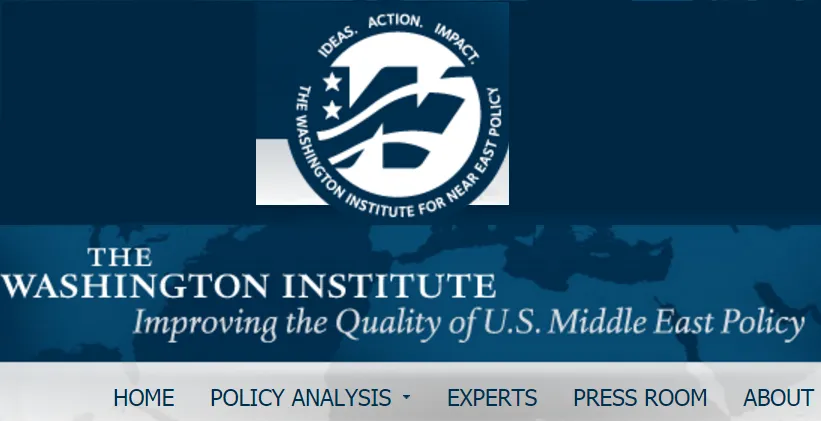 IDEAS. ACTION. IMPACT.
THE WASHINGTON INSTITUTE FOR NEAR EAST POLICY
THE
WASHINGTON INSTITUTE
Improving the Quality of U.S. Middle East Policy
HOME POLICY ANALYSIS EXPERTS PRESS ROOM ABOUT